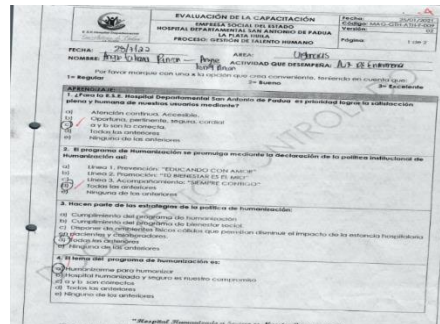 EVALUACIÓN DE LA CAPACITACIÓN
EMPRESA SOCIAL DEL ESTADO
HOSPITAL DEPARTAMENTAL SAN ANTONIO DE PADUA
LA PLATA HUILA
PROCESO: GESTIÓN DE TALENTO HUMANO
Fecha:
Código:
Versión: 02
Página: 1 de 2
FECHA: AREA: Urgencias
NOMBRE: ACTIVIDAD QUE DESEMPEÑA:
Por favor marque con una x la opción que crea conveniente, teniendo en cuenta que:
1= Regular 2= Bueno 3= Excelente
APRENDIZAJE:
1. ¿Para la E.S.E. Hospital Departamental San Antonio de Padua es prioridad lograr la satisfacción
plena y humana de nuestros usuarios mediante?
a) Atención continua, Accesible.
b) Oportuna, pertinente, segura, cordial
a y b son la correcta.
d) Todas las anteriores
e) Ninguna de las anteriores
2. El programa de Humanización se promulga mediante la declaración de la política institucional de
Humanización así:
a) Línea 1. Prevención: "EDUCANDO CON AMOR"
b) Línea 2. Promoción: "TU BIENESTAR ES EL MIO"
c) Línea 3. Acompañamiento: "SIEMPRE CONTIGO"
Todas las anteriores
e) Ninguna de las anteriores
3. Hacen parte de las estrategias de la política de humanización:
a) Cumplimiento del programa de humanización
b) Cumplimiento del programa de bienestar social.
c) Disponer de ambientes físicos cálidos que permitan disminuir el impacto de la estancia hospitalaria
Todas las anteriores
e) Ninguna de las anteriores
4. El lema del programa de humanización es:
Humanizarme para humanizar
b) Hospital humanizado y seguro es nuestro compromiso
c) a y b son correctas
d) Todas las anteriores
e) Ninguna de las anteriores